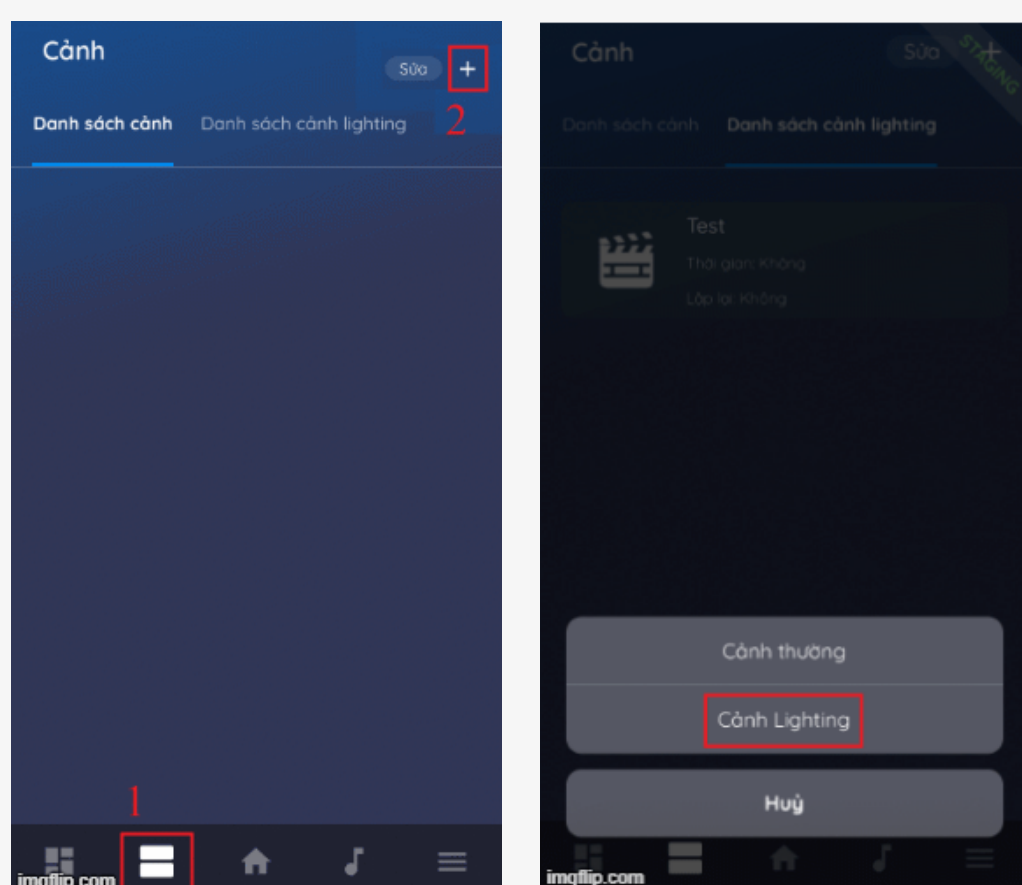 Cảnh
Sửa +
Danh sách cảnh Danh sách cảnh lighting
2
1
imgflip.com
Cảnh
Sửa +
STAGING
Danh sách cảnh Danh sách cảnh lighting
Test
Thời gian: Không
Lặp lại: Không
Cảnh thường
Cảnh Lighting
Huỷ
imgflip.com